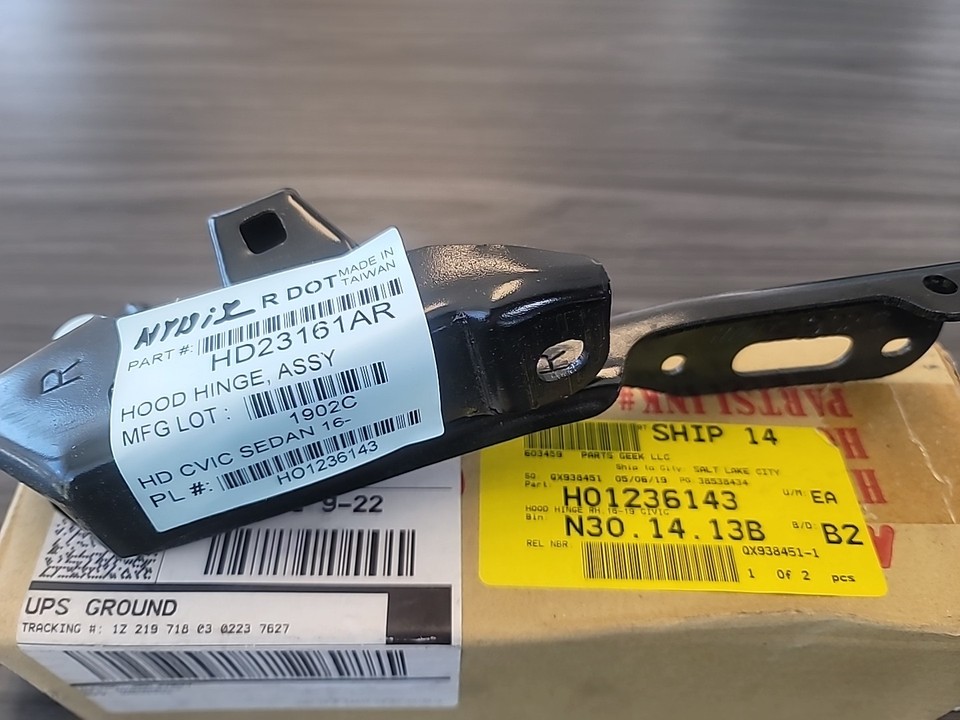 R DOT
MADE IN
TAIWAN
PART #:
HD23161AR
HOOD HINGE, ASSY
MFG LOT :
1902C
HD CVIC SEDAN 16-
PL #:
HO1236143
R
R
9-22
UPS GROUND
TRACKING #: 1Z 219 718 03 0223 7627
PARTSLINK#
SHIP 14
603459 PARTS GEEK LLC
Ship to City: SALT LAKE CITY
SO: QX938451 05/06/19 PO: 36538434
Part:
HO1236143
U/M: EA
HOOD HINGE RH 16-19 CIVIC
Bin:
N30.14.13B
B/O: B2
REL NBR
QX938451-1
1 Of 2 pcs